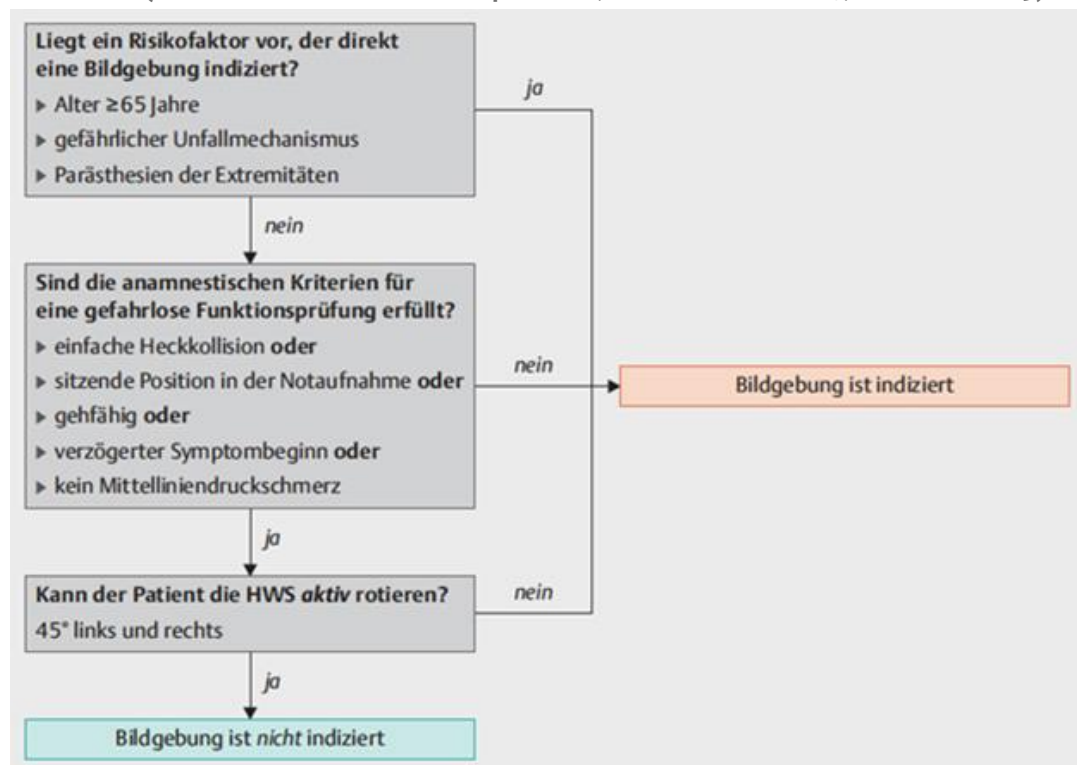 Liegt ein Risikofaktor vor, der direkt
eine Bildgebung indiziert?
▸ Alter ≥65 Jahre
▸ gefährlicher Unfallmechanismus
▸ Parästhesien der Extremitäten
ja
nein
Sind die anamnestischen Kriterien für
eine gefahrlose Funktionsprüfung erfüllt?
▸ einfache Heckkollision oder
▸ sitzende Position in der Notaufnahme oder
▸ gehfähig oder
▸ verzögerter Symptombeginn oder
▸ kein Mittelliniendruckschmerz
nein
Bildgebung ist indiziert
ja
Kann der Patient die HWS aktiv rotieren?
45° links und rechts
nein
ja
Bildgebung ist nicht indiziert